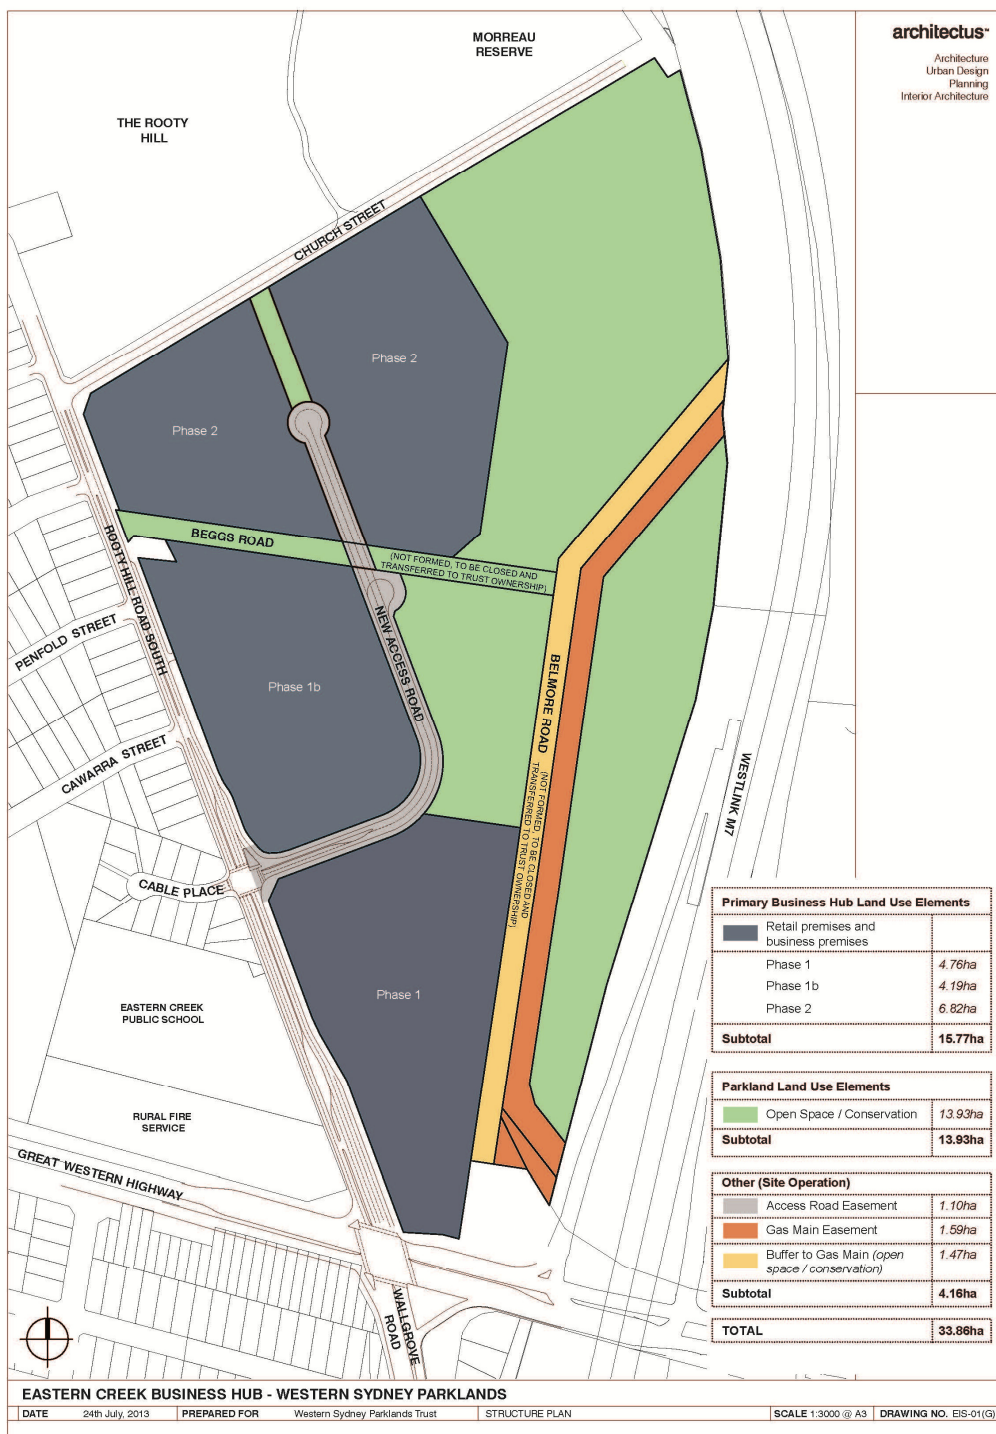 architectus™
Architecture
Urban Design
Planning
Interior Architecture
MORREAU
RESERVE
THE ROOTY
HILL
CHURCH STREET
Phase 2
Phase 2
BEGGS ROAD
(NOT FORMED, TO BE CLOSED AND
TRANSFERRED TO TRUST OWNERSHIP)
ROOTY HILL ROAD SOUTH
PENFOLD STREET
NEW ACCESS ROAD
Phase 1b
BELMORE ROAD
(NOT FORMED, TO BE CLOSED AND
TRANSFERRED TO TRUST OWNERSHIP)
CAWARRA STREET
WESTLINK M7
CABLE PLACE
Phase 1
EASTERN CREEK
PUBLIC SCHOOL
RURAL FIRE
SERVICE
GREAT WESTERN HIGHWAY
WALLGROVE
ROAD
Primary Business Hub Land Use Elements
Retail premises and
business premises
Phase 1 4.76ha
Phase 1b 4.19ha
Phase 2 6.82ha
Subtotal 15.77ha
Parkland Land Use Elements
Open Space / Conservation 13.93ha
Subtotal 13.93ha
Other (Site Operation)
Access Road Easement 1.10ha
Gas Main Easement 1.59ha
Buffer to Gas Main (open 1.47ha
space / conservation)
Subtotal 4.16ha
TOTAL 33.86ha
EASTERN CREEK BUSINESS HUB - WESTERN SYDNEY PARKLANDS
DATE 24th July, 2013 PREPARED FOR Western Sydney Parklands Trust STRUCTURE PLAN SCALE 1:3000 @ A3 DRAWING NO. EIS-01(G)